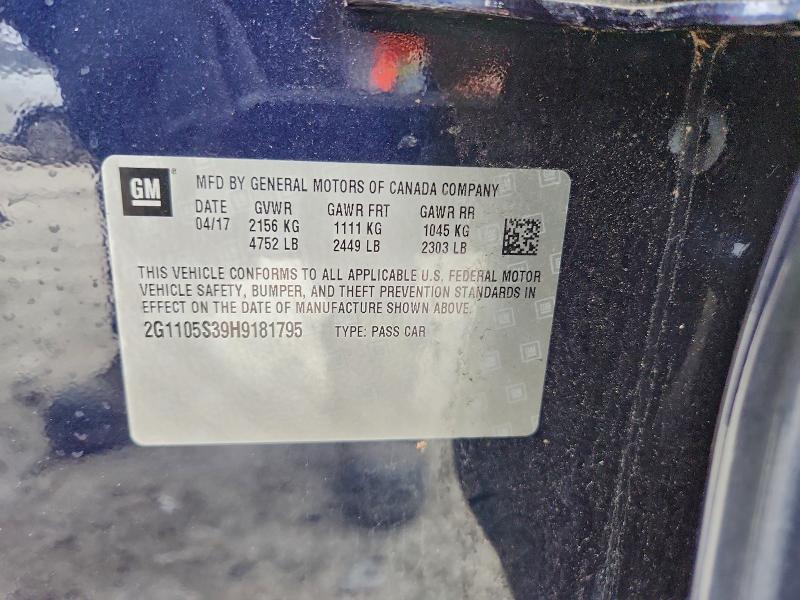 GM
MFD BY GENERAL MOTORS OF CANADA COMPANY
DATE GVWR GAWR FRT GAWR RR
04/17 2156 KG 1111 KG 1045 KG
4752 LB 2449 LB 2303 LB
THIS VEHICLE CONFORMS TO ALL APPLICABLE U.S. FEDERAL MOTOR
VEHICLE SAFETY, BUMPER, AND THEFT PREVENTION STANDARDS IN
EFFECT ON THE DATE OF MANUFACTURE SHOWN ABOVE.
2G1105S39H9181795 TYPE: PASS CAR